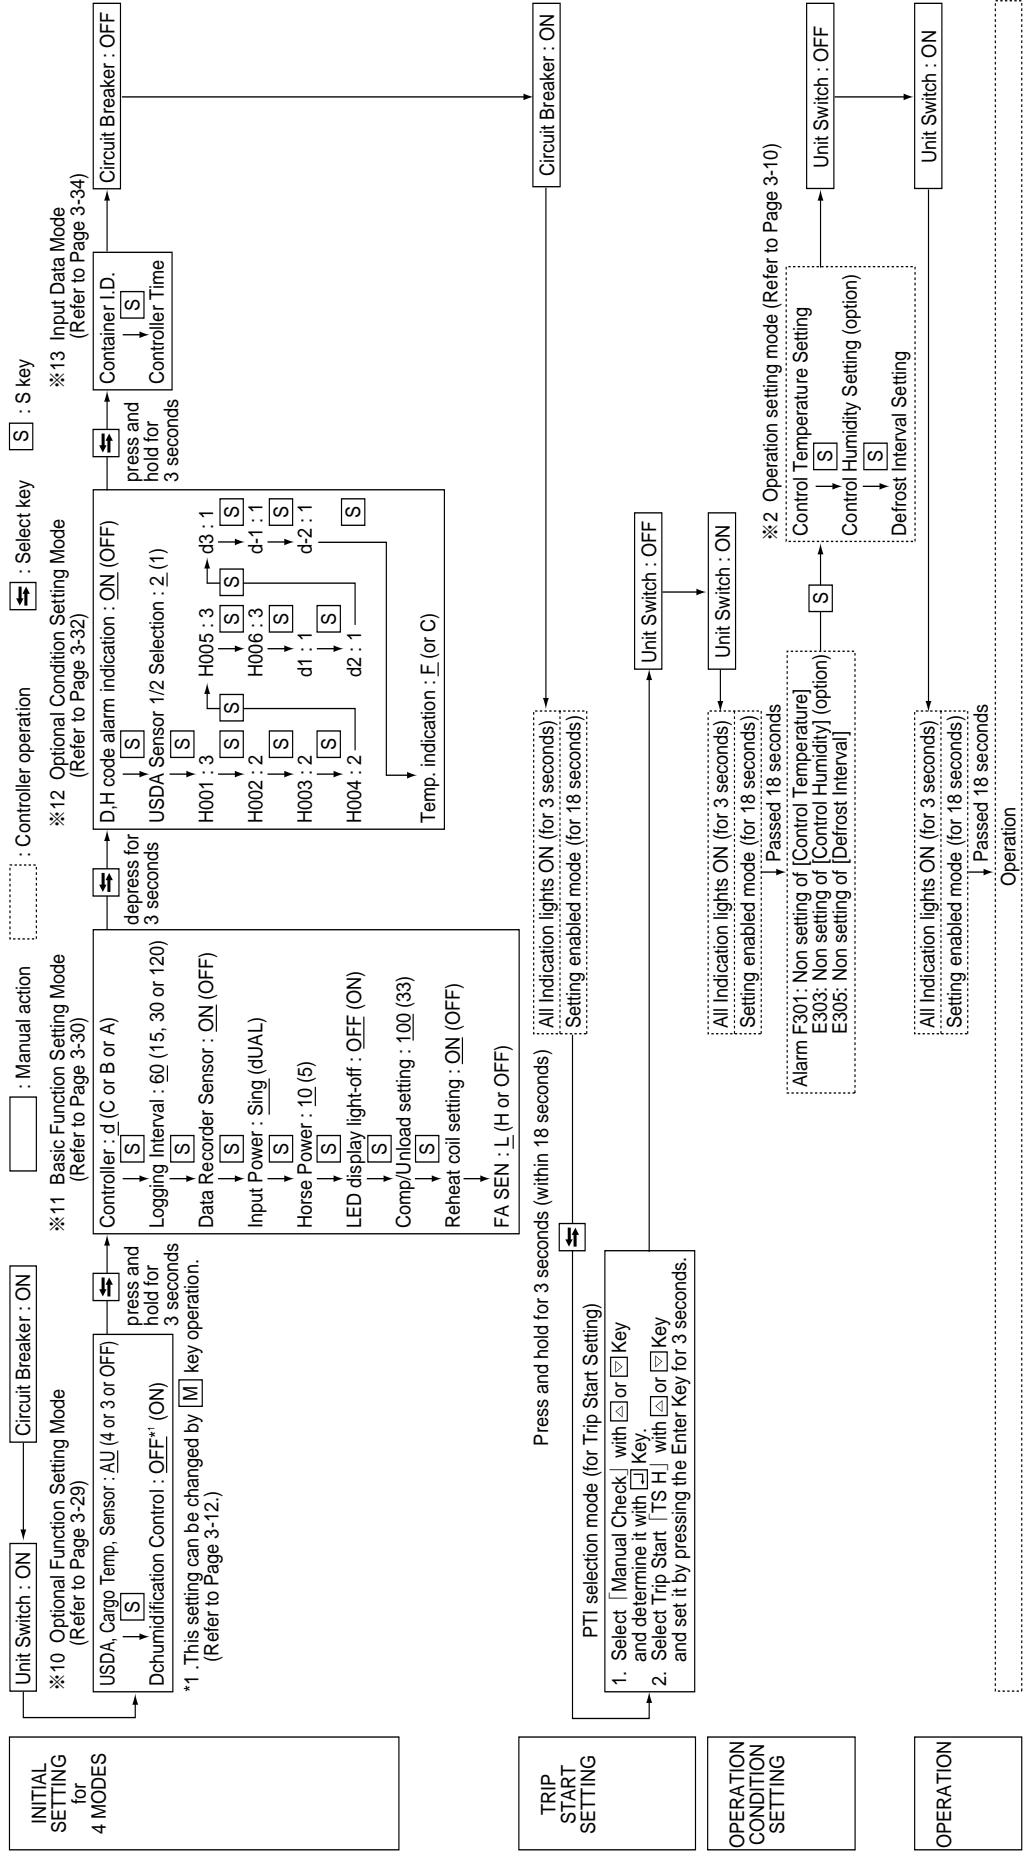 : Manual action
: Controller operation
: Select key
S : S key
INITIAL
SETTING
for
4 MODES
Unit Switch : ON
Circuit Breaker : ON
※10 Optional Function Setting Mode
(Refer to Page 3-29)
USDA, Cargo Temp, Sensor : AU (4 or 3 or OFF)
S
Dchumidification Control : OFF*1 (ON)
*1 .This setting can be changed by M key operation.
(Refer to Page 3-12.)
press and
hold for
3 seconds
※11 Basic Function Setting Mode
(Refer to Page 3-30)
Controller : d (C or B or A)
S
Logging Interval : 60 (15, 30 or 120)
S
Data Recorder Sensor : ON (OFF)
S
Input Power : Sing (dUAL)
S
Horse Power : 10 (5)
S
LED display light-off : OFF (ON)
S
Comp/Unload setting : 100 (33)
S
Reheat coil setting : ON (OFF)
FA SEN : L (H or OFF)
depress for
3 seconds
※12 Optional Condition Setting Mode
(Refer to Page 3-32)
D,H code alarm indication : ON (OFF)
S
USDA Sensor 1/2 Selection : 2 (1)
S
H001 : 3
S
H002 : 2
S
H003 : 2
S
H004 : 2
S
H005 : 3
S
H006 : 3
S
d1 : 1
S
d2 : 1
S
d3 : 1
S
d-1 : 1
S
d-2 : 1
S
Temp. indication : F (or C)
press and
hold for
3 seconds
※13 Input Data Mode
(Refer to Page 3-34)
Container I.D.
S
Controller Time
Circuit Breaker : OFF
Circuit Breaker : ON
TRIP
START
SETTING
All Indication lights ON (for 3 seconds)
Setting enabled mode (for 18 seconds)
Press and hold for 3 seconds (within 18 seconds)
PTI selection mode (for Trip Start Setting)
1. Select「Manual Check」with △ or ▽ Key
and determine it with ↵ Key.
2. Select Trip Start「TS H」with △ or ▽ Key
and set it by pressing the Enter Key for 3 seconds.
Unit Switch : OFF
OPERATION
CONDITION
SETTING
Unit Switch : ON
All Indication lights ON (for 3 seconds)
Setting enabled mode (for 18 seconds)
Passed 18 seconds
Alarm F301: Non setting of [Control Temperature]
E303: Non setting of [Control Humidity] (option)
E305: Non setting of [Defrost Interval]
S
※2 Operation setting mode (Refer to Page 3-10)
Control Temperature Setting
S
Control Humidity Setting (option)
S
Defrost Interval Setting
Unit Switch : OFF
OPERATION
Unit Switch : ON
All Indication lights ON (for 3 seconds)
Setting enabled mode (for 18 seconds)
Passed 18 seconds
Operation